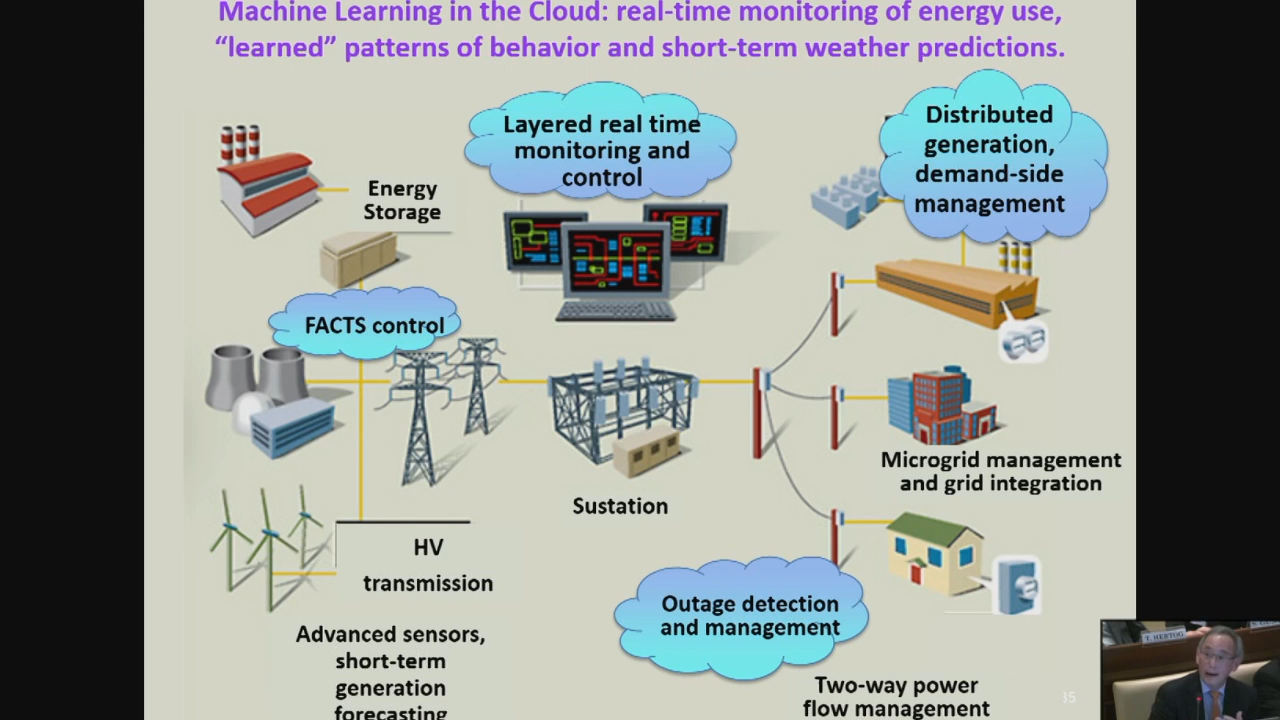 Machine Learning in the Cloud: real-time monitoring of energy use,
“learned” patterns of behavior and short-term weather predictions.
Layered real time
monitoring and
control
Distributed
generation,
demand-side
management
Energy
Storage
FACTS control
Microgrid management
and grid integration
Sustation
HV
transmission
Outage detection
and management
Advanced sensors,
short-term
generation
forecasting
Two-way power
flow management
35
T. HERTOG